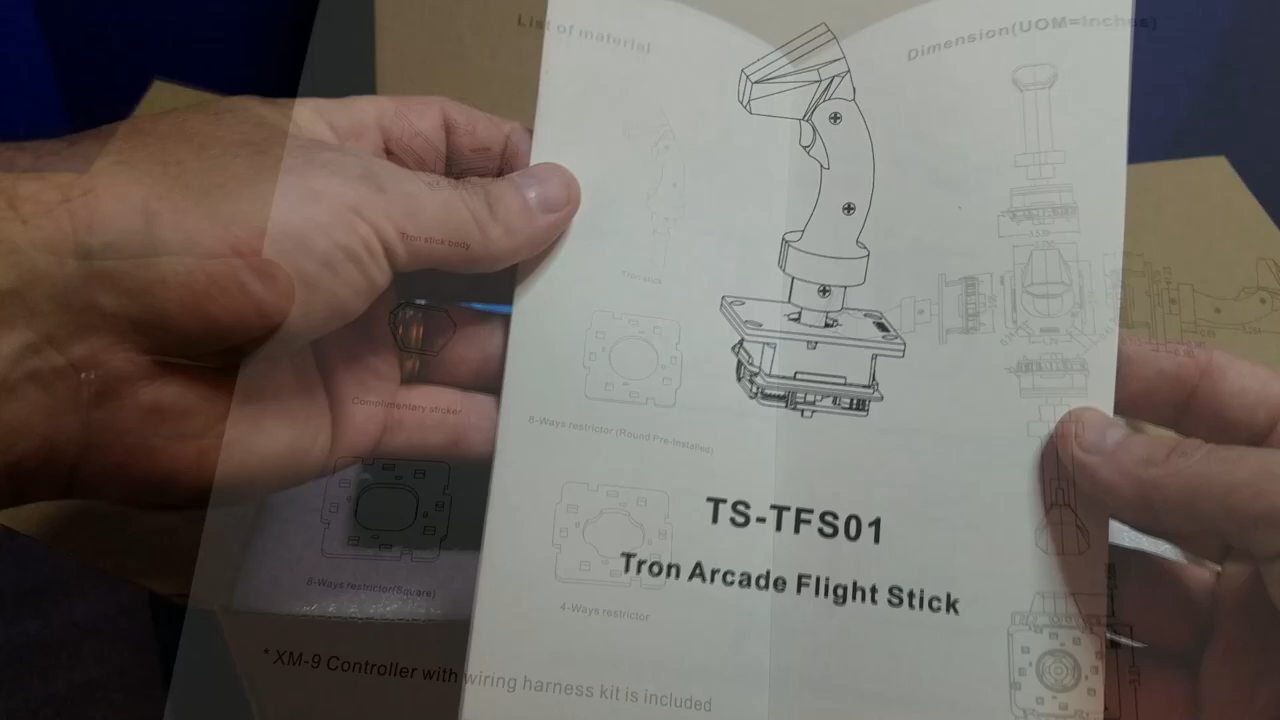 List of material
Dimension(UOM=Inches)
Tron stick body
Tron stick
Complimentary sticker
8-Ways restrictor (Round Pre-Installed)
8-Ways restrictor(Square)
4-Ways restrictor
TS-TFS01
Tron Arcade Flight Stick
* XM-9 Controller with wiring harness kit is included